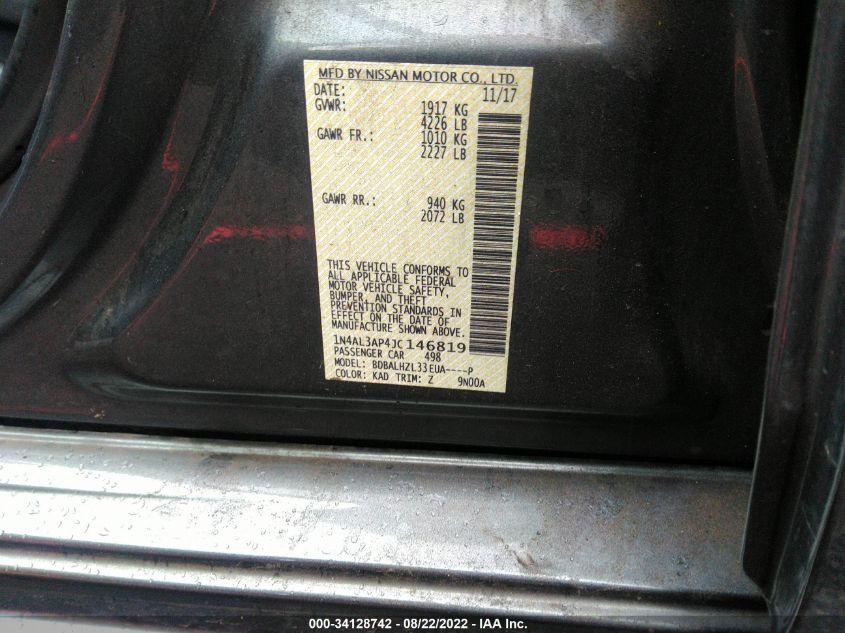 MFD BY NISSAN MOTOR CO., LTD.
DATE: 11/17
GVWR: 1917 KG
4226 LB
GAWR FR.: 1010 KG
2227 LB
GAWR RR.: 940 KG
2072 LB
THIS VEHICLE CONFORMS TO
ALL APPLICABLE FEDERAL
MOTOR VEHICLE SAFETY,
BUMPER, AND THEFT
PREVENTION STANDARDS IN
EFFECT ON THE DATE OF
MANUFACTURE SHOWN ABOVE.
1N4AL3AP4JC146819
PASSENGER CAR 498
MODEL: BDBALHZL33EUA----P
COLOR: KAD TRIM: Z 9N00A
000-34128742 - 08/22/2022 - IAA Inc.